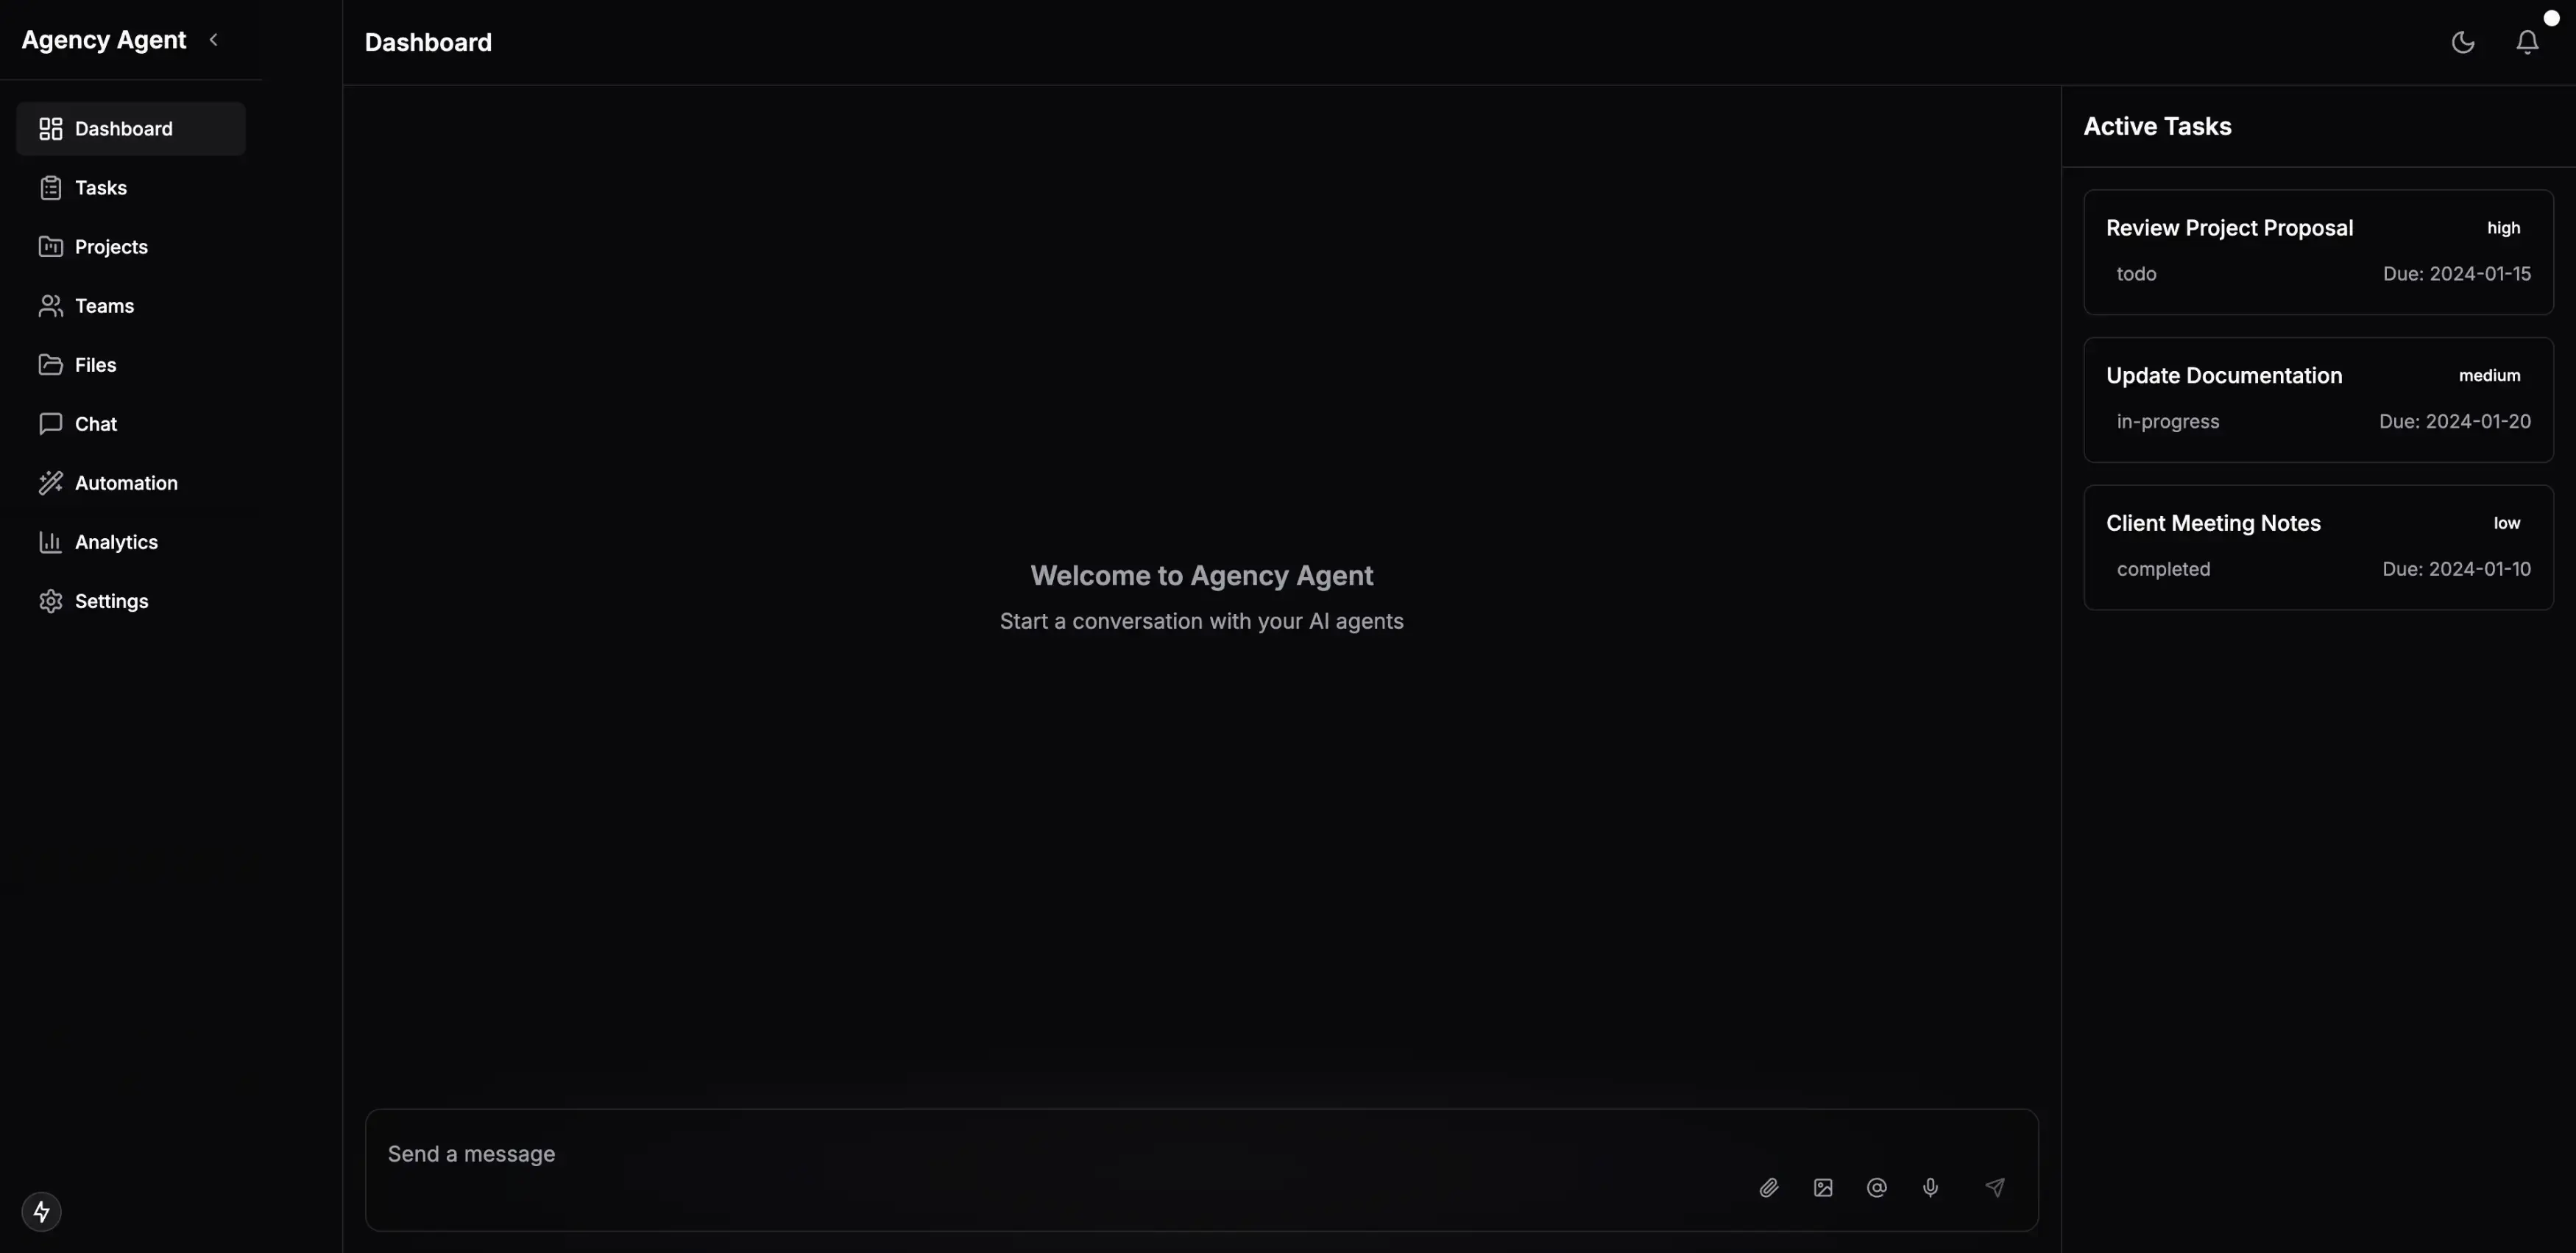 Agency Agent
Dashboard
Tasks
Projects
Teams
Files
Chat
Automation
Analytics
Settings
Dashboard
Welcome to Agency Agent
Start a conversation with your AI agents
Send a message
Active Tasks
Review Project Proposal high
todo Due: 2024-01-15
Update Documentation medium
in-progress Due: 2024-01-20
Client Meeting Notes low
completed Due: 2024-01-10